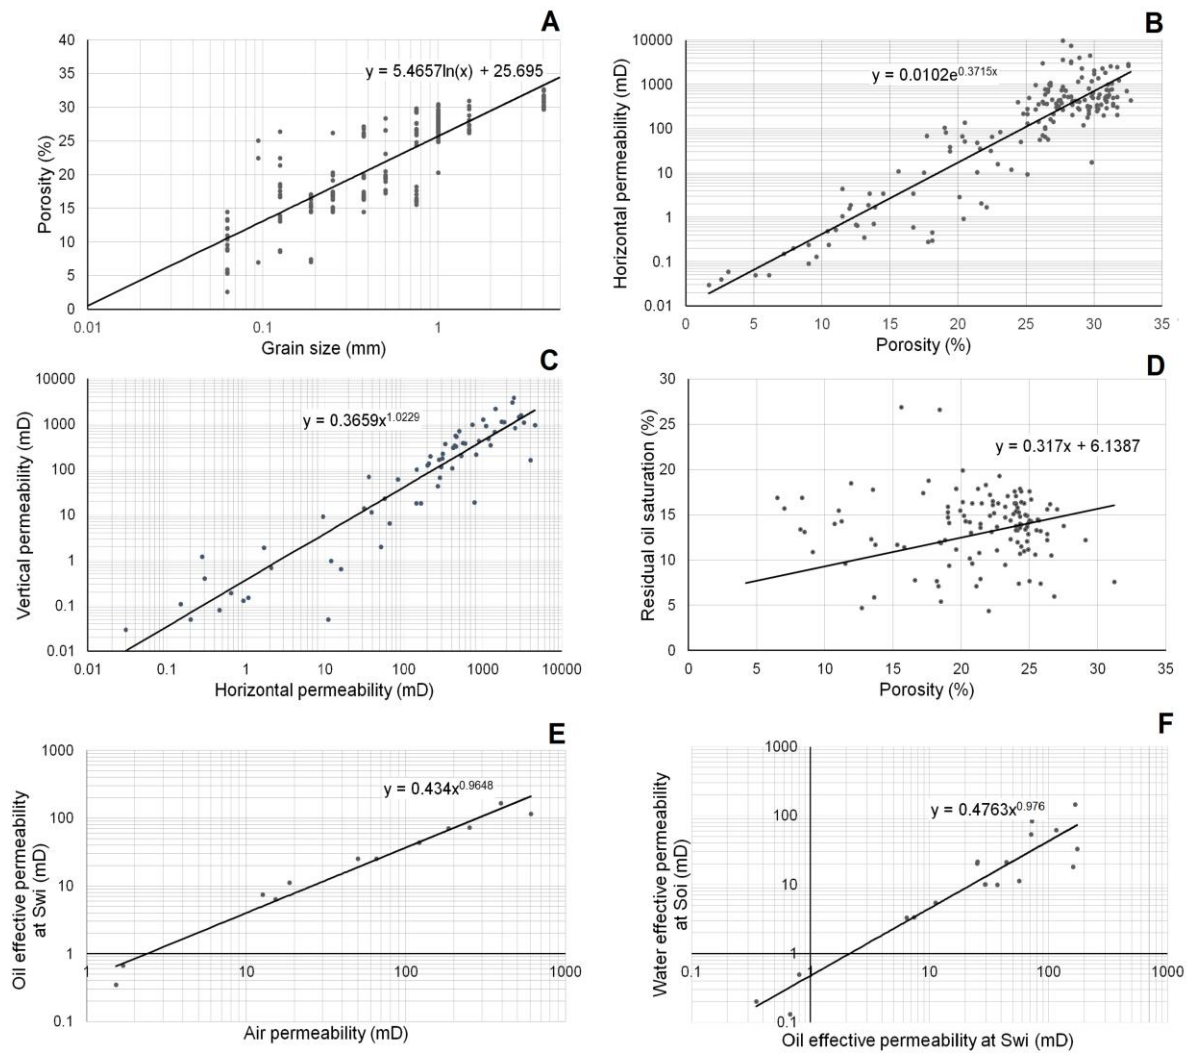 A
40
35
30
25
20
15
10
5
0
y = 5.4657ln(x) + 25.695
Porosity (%)
0.01
0.1
1
Grain size (mm)
B
10000
1000
100
10
1
0.1
0.01
y = 0.0102e^0.3715x
Horizontal permeability (mD)
0
5
10
15
20
25
30
35
Porosity (%)
C
10000
1000
100
10
1
0.1
0.01
y = 0.3659x^1.0229
Vertical permeability (mD)
0.01
0.1
1
10
100
1000
10000
Horizontal permeability (mD)
D
30
25
20
15
10
5
0
y = 0.317x + 6.1387
Residual oil saturation (%)
0
5
10
15
20
25
30
35
Porosity (%)
E
1000
100
10
1
0.1
y = 0.434x^0.9648
Oil effective permeability
at Swi (mD)
1
10
100
1000
Air permeability (mD)
F
1000
100
10
1
0.1
y = 0.4763x^0.976
Water effective permeability
at Soi (mD)
0.1
1
10
100
1000
Oil effective permeability at Swi (mD)